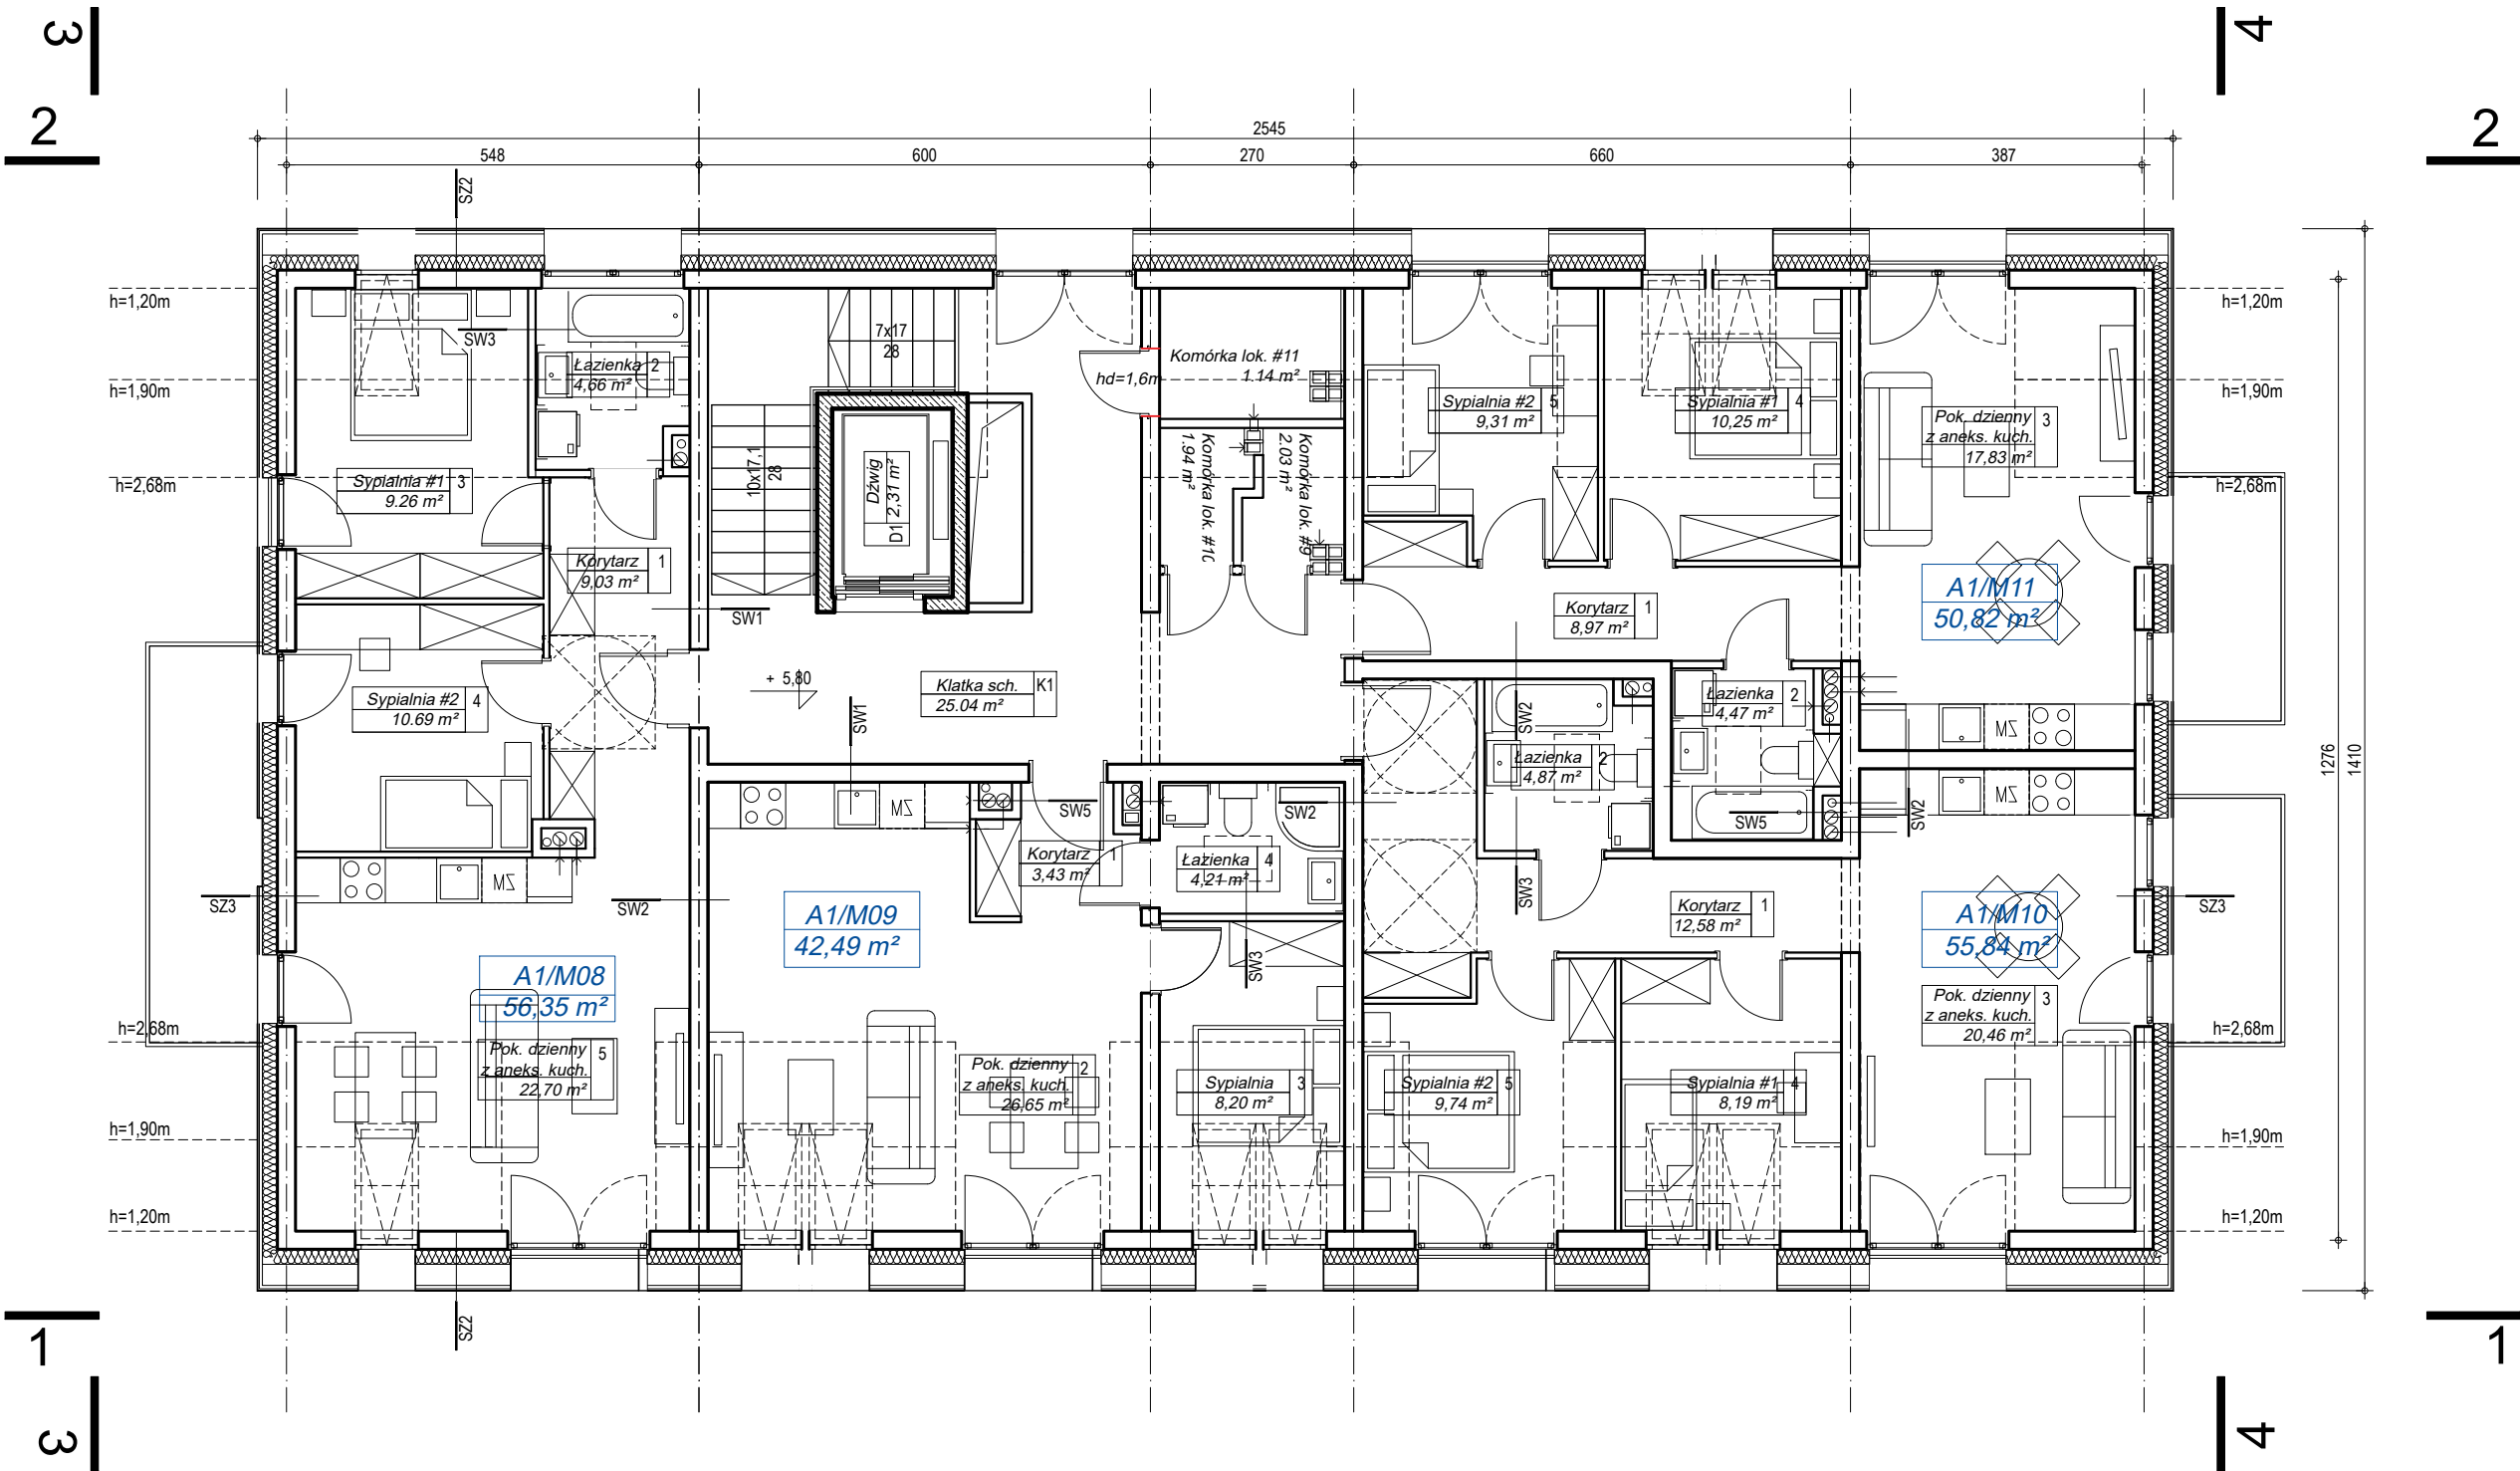 3
4
2
2
2545
548
600
270
660
387
SZ2
h=1,20m
h=1,20m
7x17
28
SW3
Łazienka 2
4,66 m²
Komórka lok. #11
1.14 m²
hd=1,6m
h=1,90m
h=1,90m
Sypialnia #2 5
9,31 m²
Sypialnia #1 4
10,25 m²
Pok. dzienny 3
z aneks. kuch.
17,83 m²
Komórka lok. #10
1.94 m²
Komórka lok. #9
2.03 m²
10x17,1
28
Dźwig
2,31 m²
D1
h=2,68m
Sypialnia #1 3
9.26 m²
h=2,68m
Korytarz 1
9,03 m²
SW1
A1/M11
50,82 m²
Korytarz 1
8,97 m²
+ 5,80
Klatka sch. K1
25.04 m²
Sypialnia #2 4
10.69 m²
SW1
SW2
Łazienka 2
4,47 m²
MZ
Łazienka 2
4,87 m²
1276
1410
MZ
SW5
SW2
SW5
SW2
MZ
Korytarz 1
3,43 m²
Łazienka 4
4,21 m²
MZ
SZ3
SW2
SW3
SZ3
A1/M09
42,49 m²
Korytarz 1
12,58 m²
A1/M10
55,84 m²
SW3
A1/M08
56,35 m²
Pok. dzienny 3
z aneks. kuch.
20,46 m²
h=2,68m
h=2,68m
Pok. dzienny 5
z aneks. kuch.
22,70 m²
Pok. dzienny 2
z aneks. kuch.
26,65 m²
Sypialnia 3
8,20 m²
Sypialnia #2 5
9,74 m²
Sypialnia #1 4
8,19 m²
h=1,90m
h=1,90m
h=1,20m
h=1,20m
SZ2
1
1
3
4